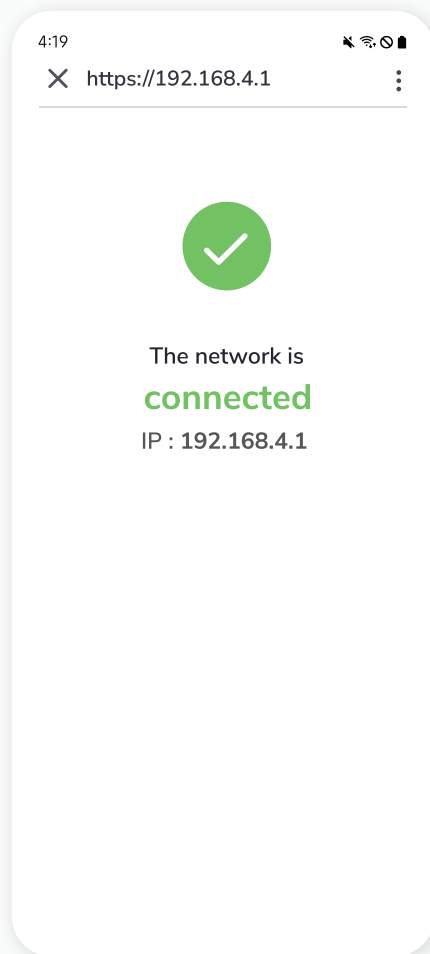 4:19
https://192.168.4.1
The network is
connected
IP : 192.168.4.1